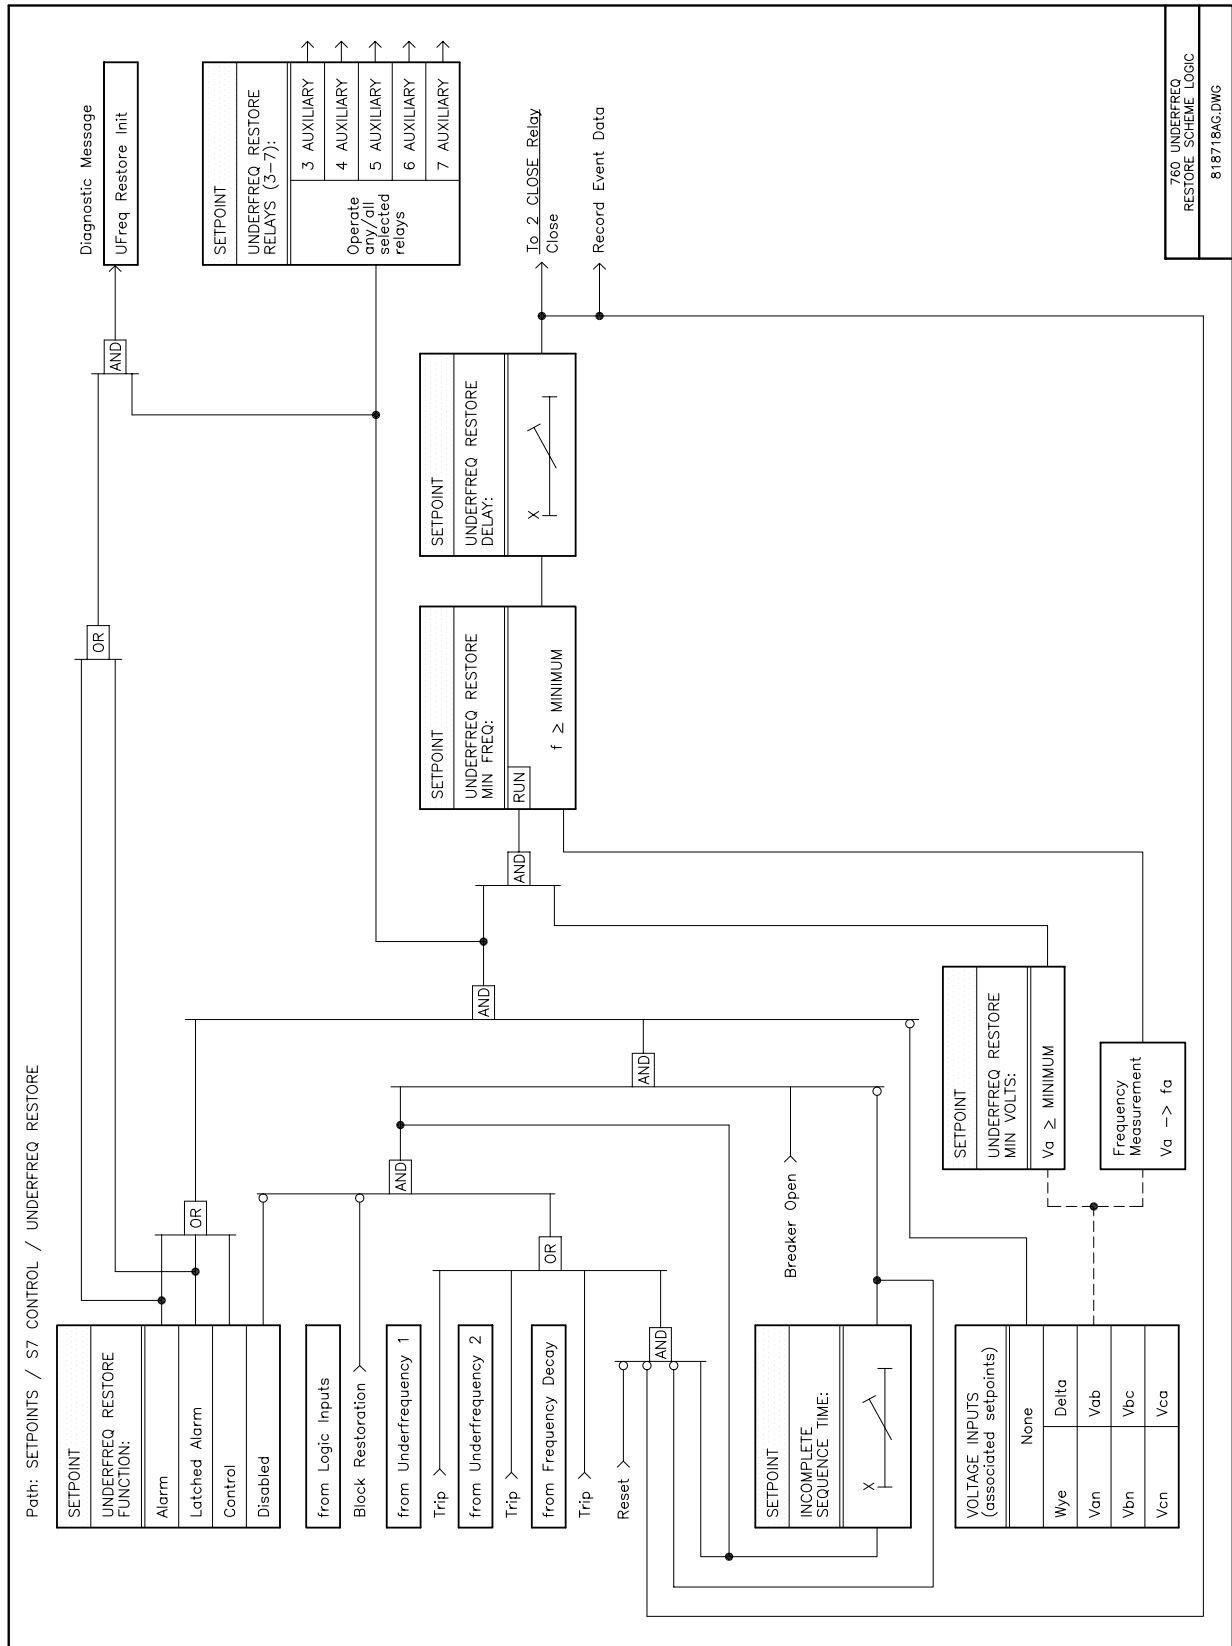 Path: SETPOINTS / S7 CONTROL / UNDERFREQ RESTORE
SETPOINT
UNDERFREQ RESTORE
FUNCTION:
Alarm
Latched Alarm
Control
Disabled
from Logic Inputs
Block Restoration
from Underfrequency 1
Trip
from Underfrequency 2
Trip
from Frequency Decay
Trip
Reset
SETPOINT
INCOMPLETE
SEQUENCE TIME:
X
VOLTAGE INPUTS
(associated setpoints)
None
Wye Delta
Van Vab
Vbn Vbc
Vcn Vca
AND
OR
OR
AND
Breaker Open
AND
AND
SETPOINT
UNDERFREQ RESTORE
MIN VOLTS:
Va ≥ MINIMUM
Frequency
Measurement
Va -> fa
AND
SETPOINT
UNDERFREQ RESTORE
MIN FREQ:
RUN
f ≥ MINIMUM
OR
SETPOINT
UNDERFREQ RESTORE
DELAY:
X
AND
Diagnostic Message
UFreq Restore Init
SETPOINT
UNDERFREQ RESTORE
RELAYS (3-7):
Operate
any/all
selected
relays
3 AUXILIARY
4 AUXILIARY
5 AUXILIARY
6 AUXILIARY
7 AUXILIARY
To 2 CLOSE Relay
Close
Record Event Data
760 UNDERFREQ
RESTORE SCHEME LOGIC
818718AG.DWG